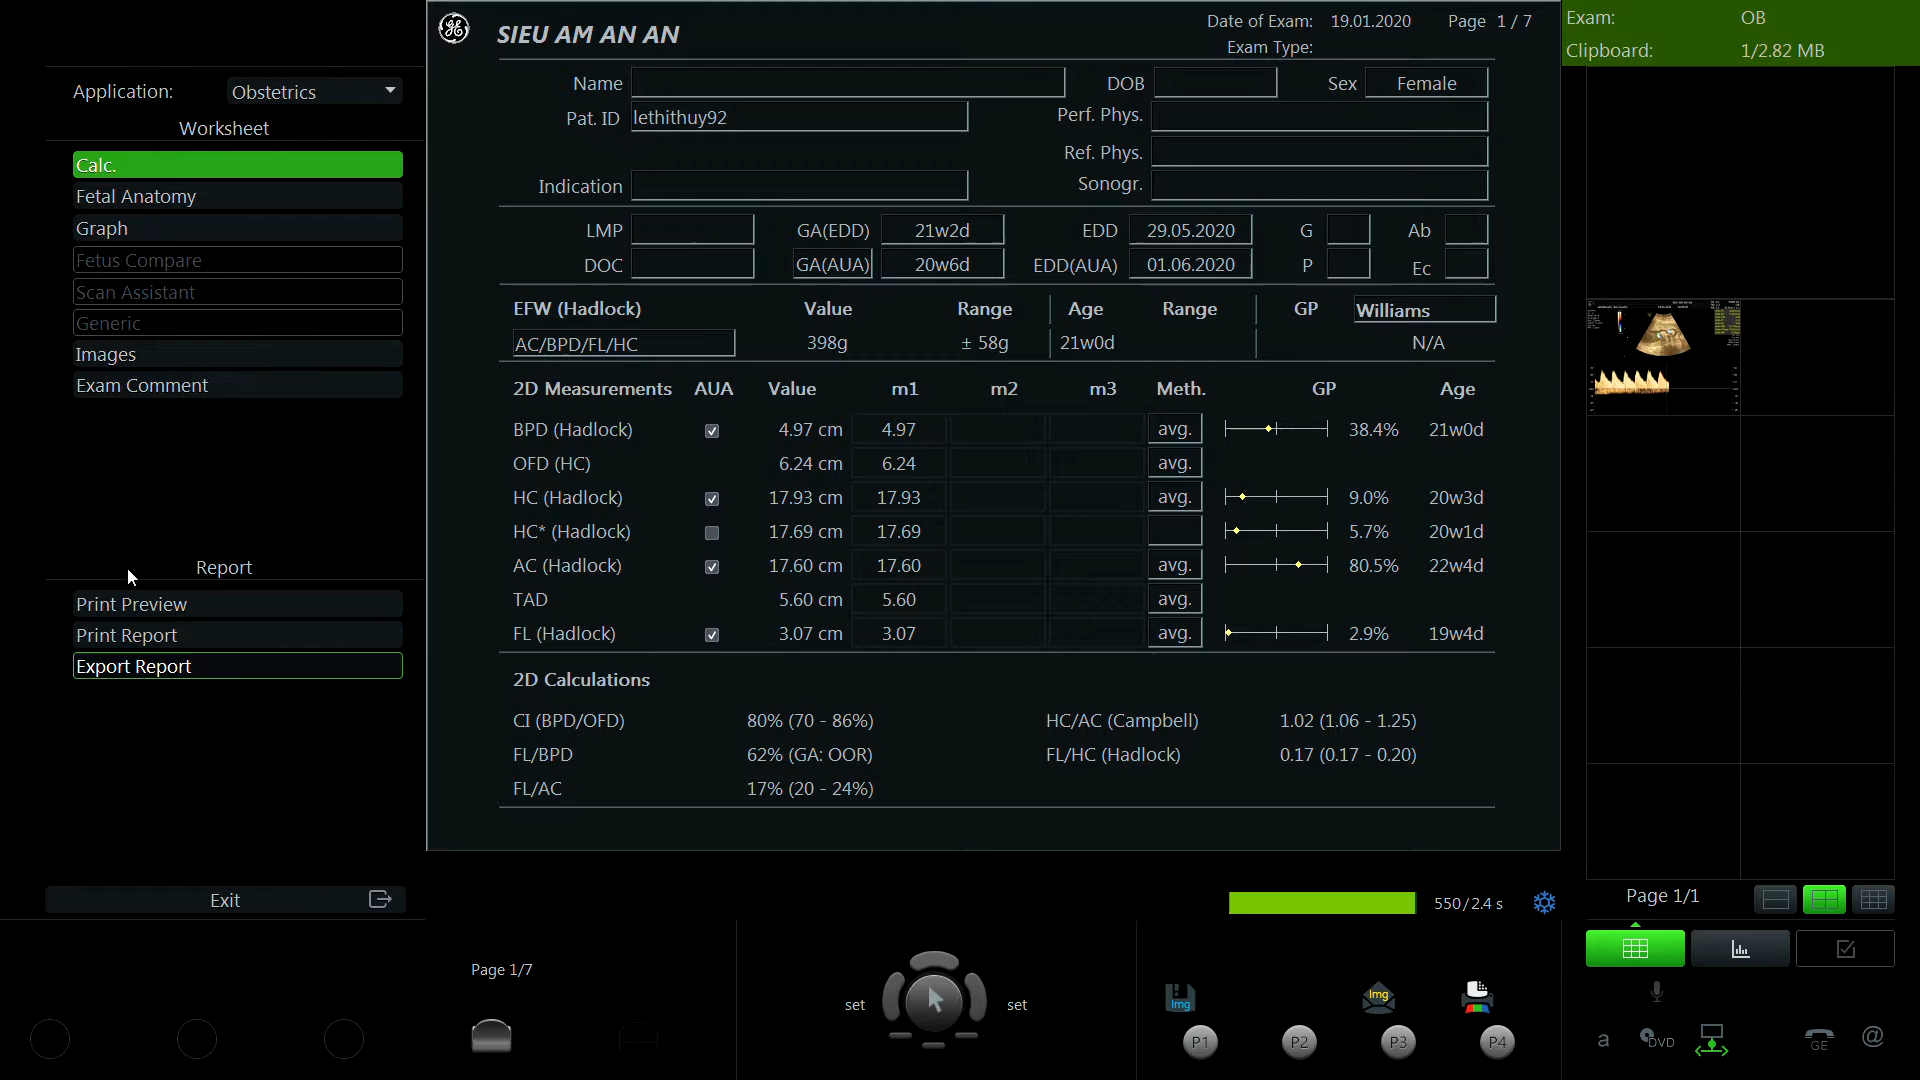 SIEU AM AN AN
Date of Exam: 19.01.2020 Page 1 / 7
Exam Type:
Exam: OB
Clipboard: 1/2.82 MB
Application: Obstetrics
Worksheet
Calc.
Fetal Anatomy
Graph
Fetus Compare
Scan Assistant
Generic
Images
Exam Comment
Report
Print Preview
Print Report
Export Report
Exit
Name DOB Sex Female
Pat. ID lethithuy92 Perf. Phys.
Ref. Phys.
Indication Sonogr.
LMP GA(EDD) 21w2d EDD 29.05.2020 G Ab
DOC GA(AUA) 20w6d EDD(AUA) 01.06.2020 P Ec
EFW (Hadlock) Value Range Age Range GP Williams
AC/BPD/FL/HC 398g ± 58g 21w0d N/A
2D Measurements AUA Value m1 m2 m3 Meth. GP Age
BPD (Hadlock) 4.97 cm 4.97 avg. 38.4% 21w0d
OFD (HC) 6.24 cm 6.24 avg.
HC (Hadlock) 17.93 cm 17.93 avg. 9.0% 20w3d
HC* (Hadlock) 17.69 cm 17.69 5.7% 20w1d
AC (Hadlock) 17.60 cm 17.60 avg. 80.5% 22w4d
TAD 5.60 cm 5.60 avg.
FL (Hadlock) 3.07 cm 3.07 avg. 2.9% 19w4d
2D Calculations
CI (BPD/OFD) 80% (70 - 86%) HC/AC (Campbell) 1.02 (1.06 - 1.25)
FL/BPD 62% (GA: OOR) FL/HC (Hadlock) 0.17 (0.17 - 0.20)
FL/AC 17% (20 - 24%)
550/2.4 s
Page 1/1
Page 1/7
set set
Img Img
P1 P2 P3 P4
a DVD GE @